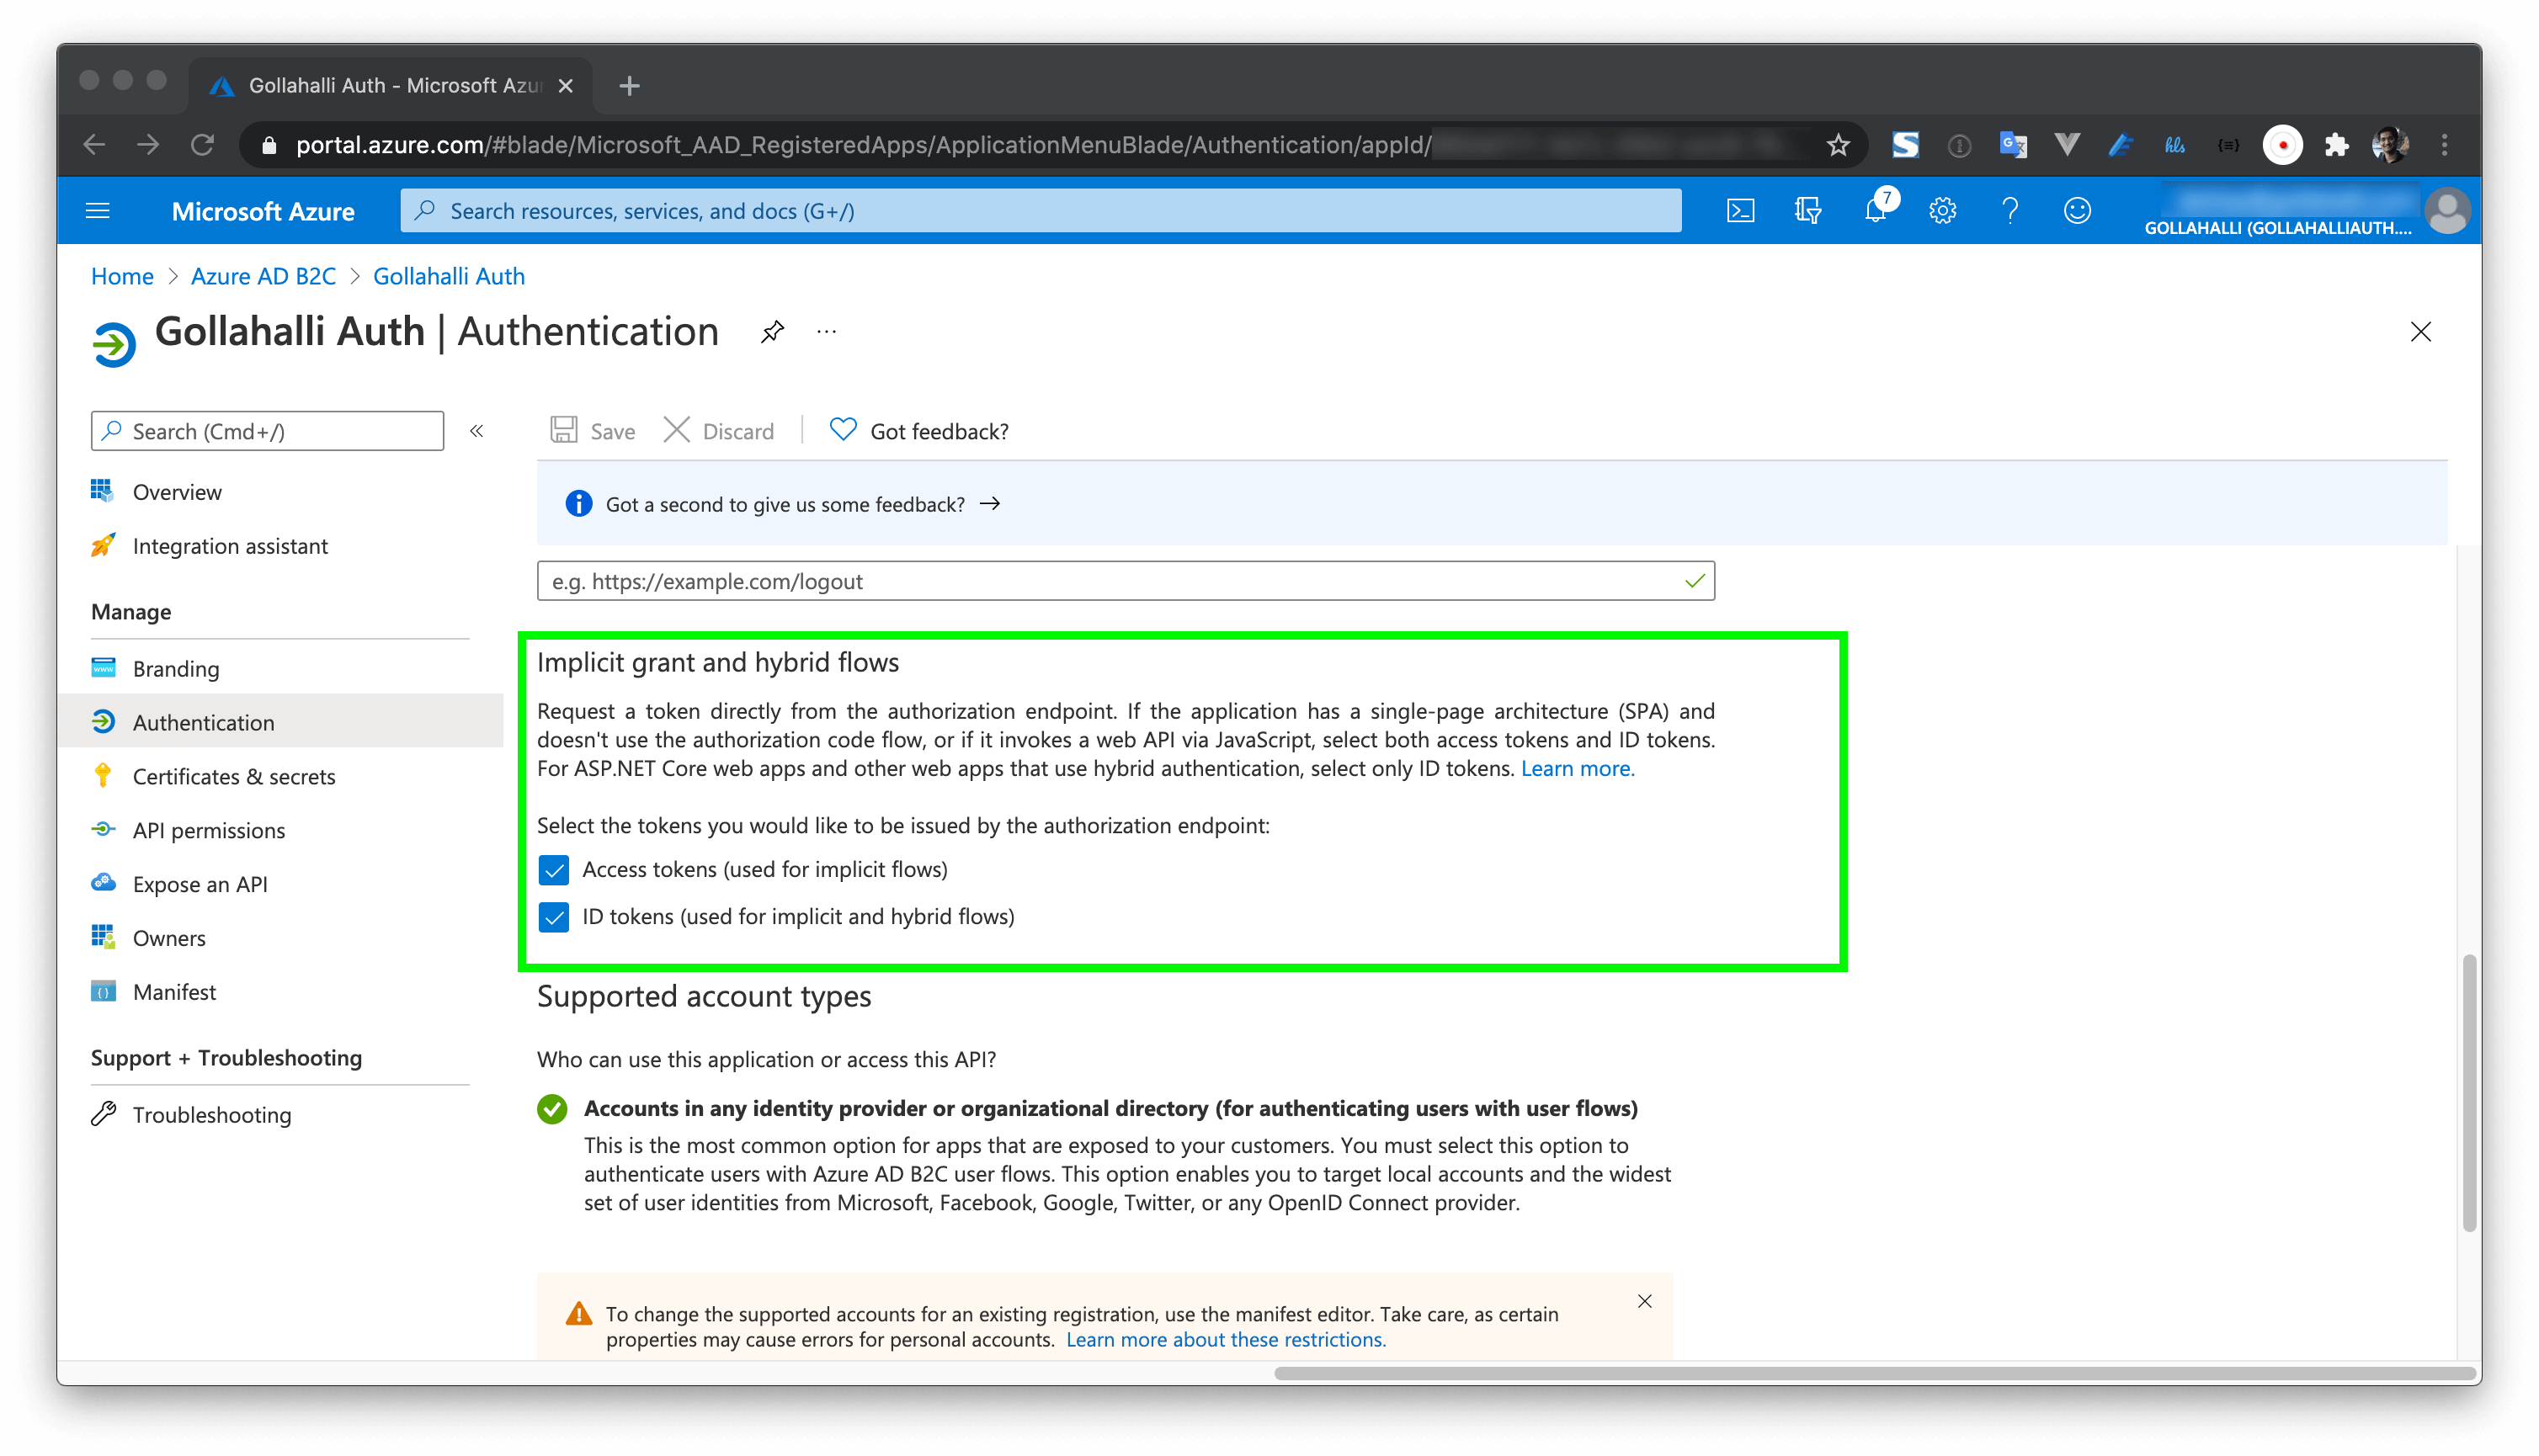 Gollahalli Auth - Microsoft Azu
portal.azure.com/#blade/Microsoft_AAD_RegisteredApps/ApplicationMenuBlade/Authentication/appId/
hls
{=}
Microsoft Azure
Search resources, services, and docs (G+/)
7
GOLLAHALLI (GOLLAHALLIAUTH....
Home > Azure AD B2C > Gollahalli Auth
Gollahalli Auth | Authentication
Search (Cmd+/)
Save
Discard
Got feedback?
Overview
Integration assistant
Manage
Branding
Authentication
Certificates & secrets
API permissions
Expose an API
Owners
Manifest
Support + Troubleshooting
Troubleshooting
Got a second to give us some feedback? →
e.g. https://example.com/logout
Implicit grant and hybrid flows
Request a token directly from the authorization endpoint. If the application has a single-page architecture (SPA) and
doesn't use the authorization code flow, or if it invokes a web API via JavaScript, select both access tokens and ID tokens.
For ASP.NET Core web apps and other web apps that use hybrid authentication, select only ID tokens. Learn more.
Select the tokens you would like to be issued by the authorization endpoint:
Access tokens (used for implicit flows)
ID tokens (used for implicit and hybrid flows)
Supported account types
Who can use this application or access this API?
Accounts in any identity provider or organizational directory (for authenticating users with user flows)
This is the most common option for apps that are exposed to your customers. You must select this option to
authenticate users with Azure AD B2C user flows. This option enables you to target local accounts and the widest
set of user identities from Microsoft, Facebook, Google, Twitter, or any OpenID Connect provider.
To change the supported accounts for an existing registration, use the manifest editor. Take care, as certain
properties may cause errors for personal accounts. Learn more about these restrictions.